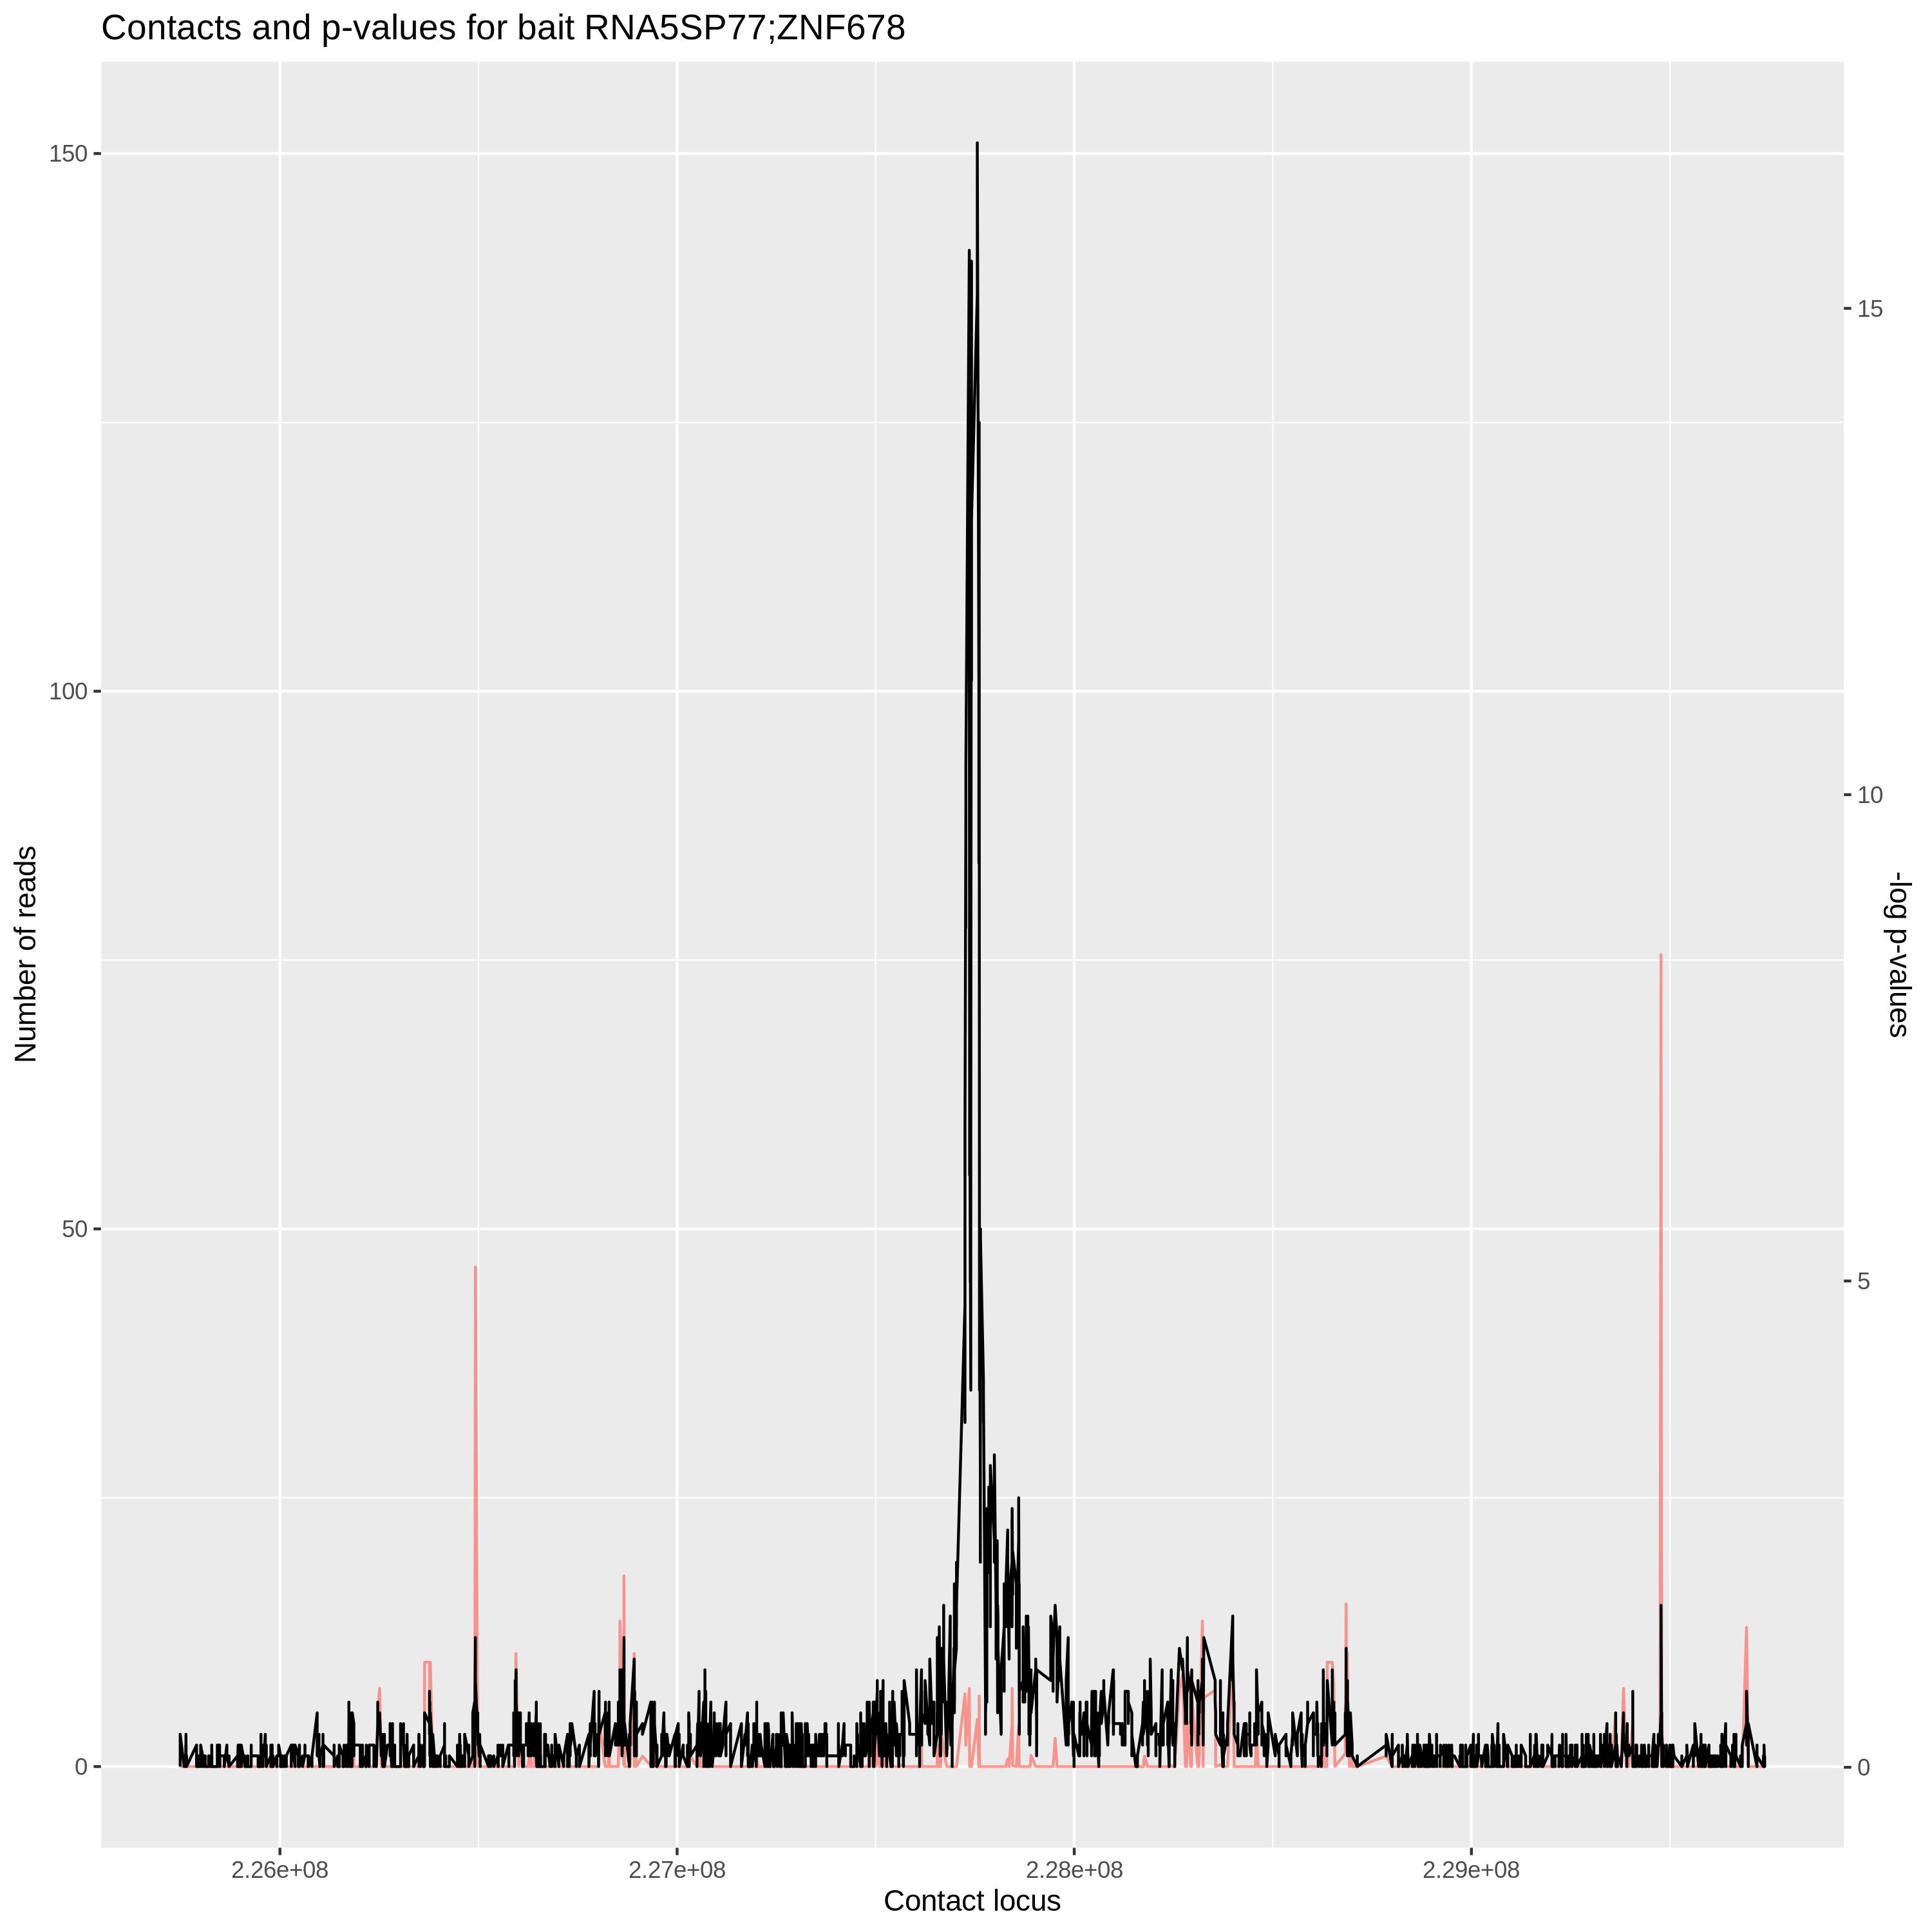 Contacts and p-values for bait RNA5SP77;ZNF678
150
100
50
0
Number of reads
15
10
5
0
-log p-values
2.26e+08
2.27e+08
2.28e+08
2.29e+08
Contact locus